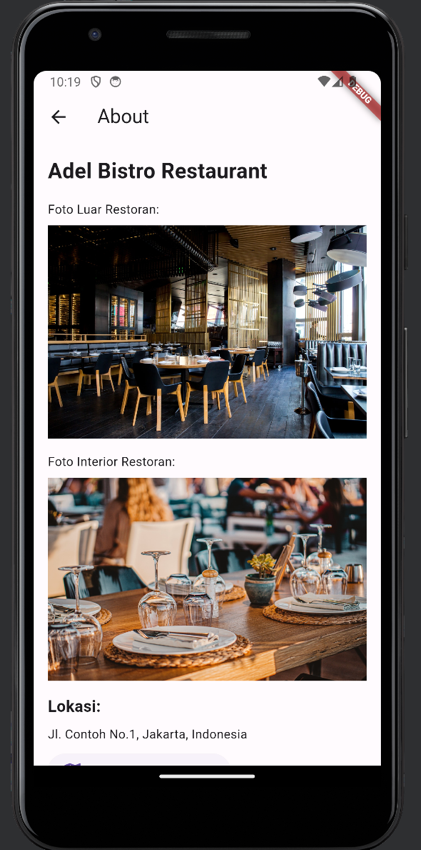 10:19
About
Adel Bistro Restaurant
Foto Luar Restoran:
Foto Interior Restoran:
Lokasi:
Jl. Contoh No.1, Jakarta, Indonesia